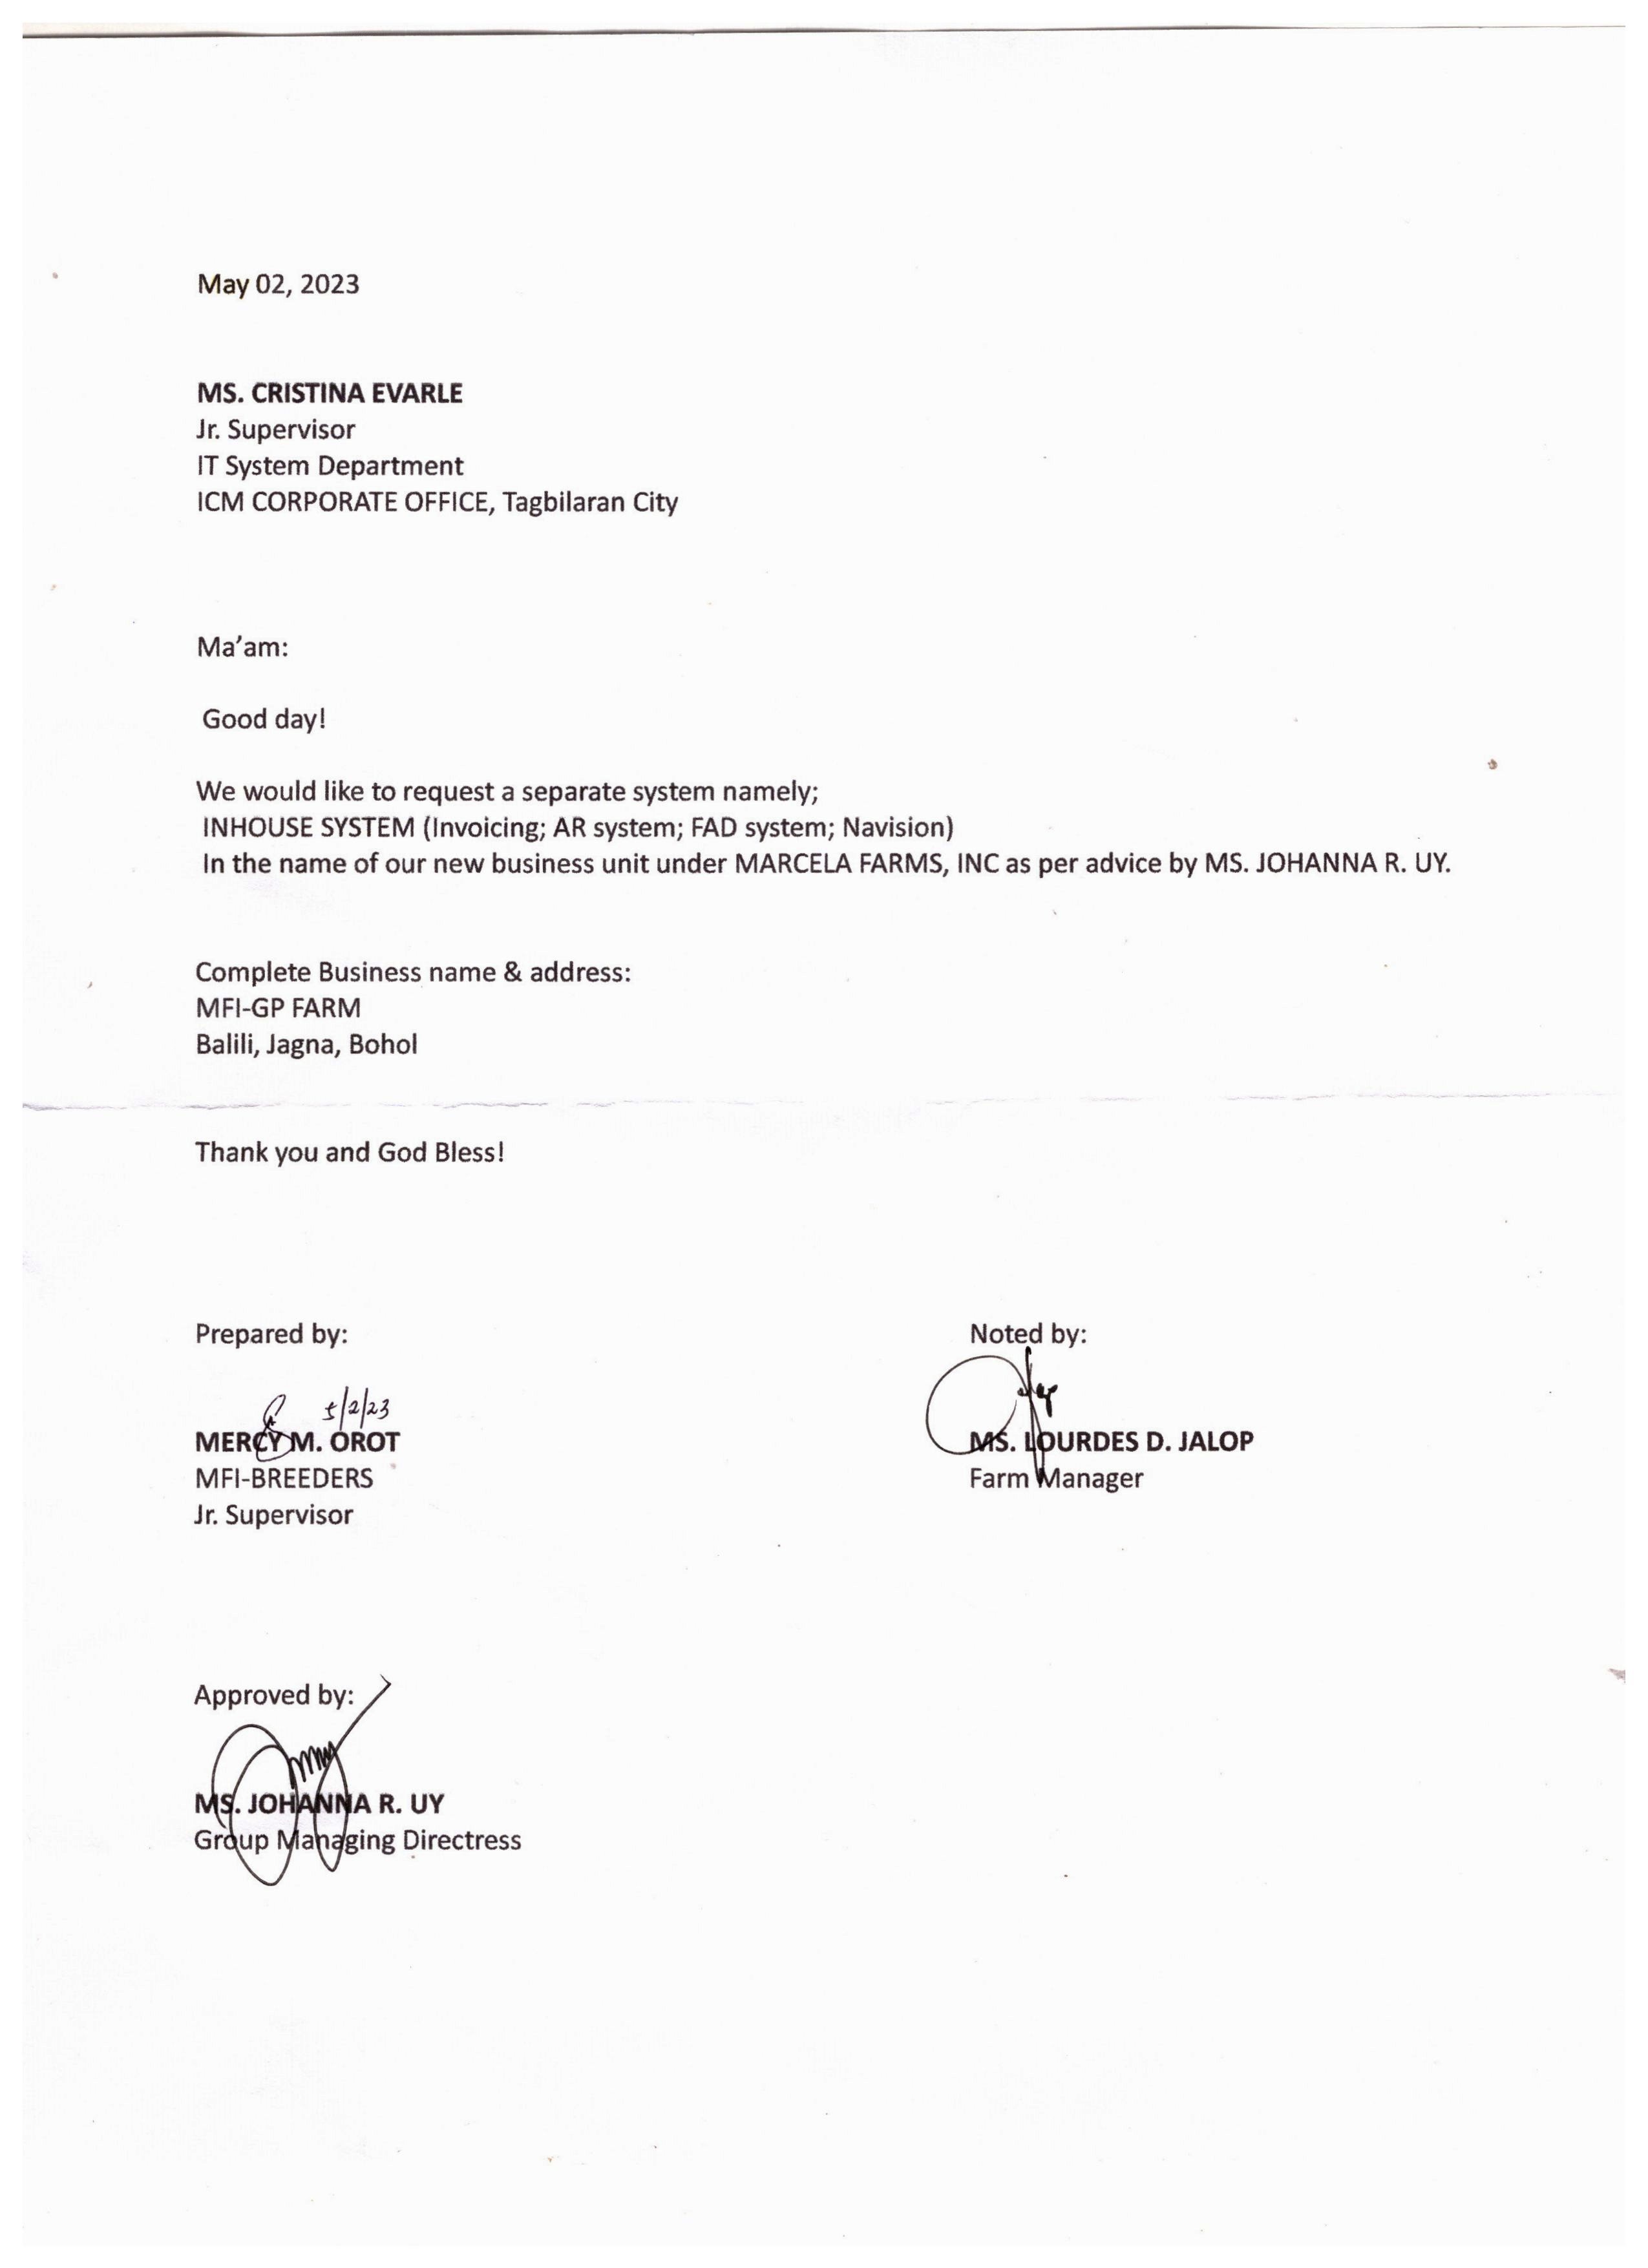 May 02, 2023
MS. CRISTINA EVARLE
Jr. Supervisor
IT System Department
ICM CORPORATE OFFICE, Tagbilaran City
Ma’am:
Good day!
We would like to request a separate system namely;
INHOUSE SYSTEM (Invoicing; AR system; FAD system; Navision)
In the name of our new business unit under MARCELA FARMS, INC as per advice by MS. JOHANNA R. UY.
Complete Business name & address:
MFI-GP FARM
Balili, Jagna, Bohol
Thank you and God Bless!
Prepared by:
5/2/23
MERCY M. OROT
MFI-BREEDERS
Jr. Supervisor
Noted by:
MS. LOURDES D. JALOP
Farm Manager
Approved by:
MS. JOHANNA R. UY
Group Managing Directress